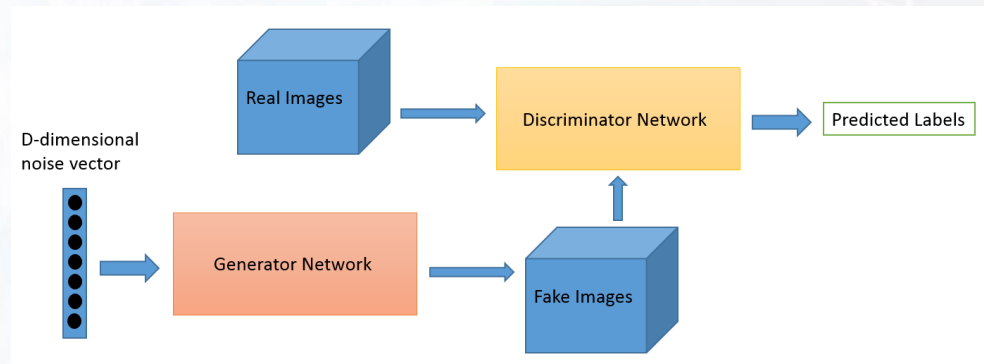 Real Images
Discriminator Network
Predicted Labels
D-dimensional
noise vector
Generator Network
Fake Images